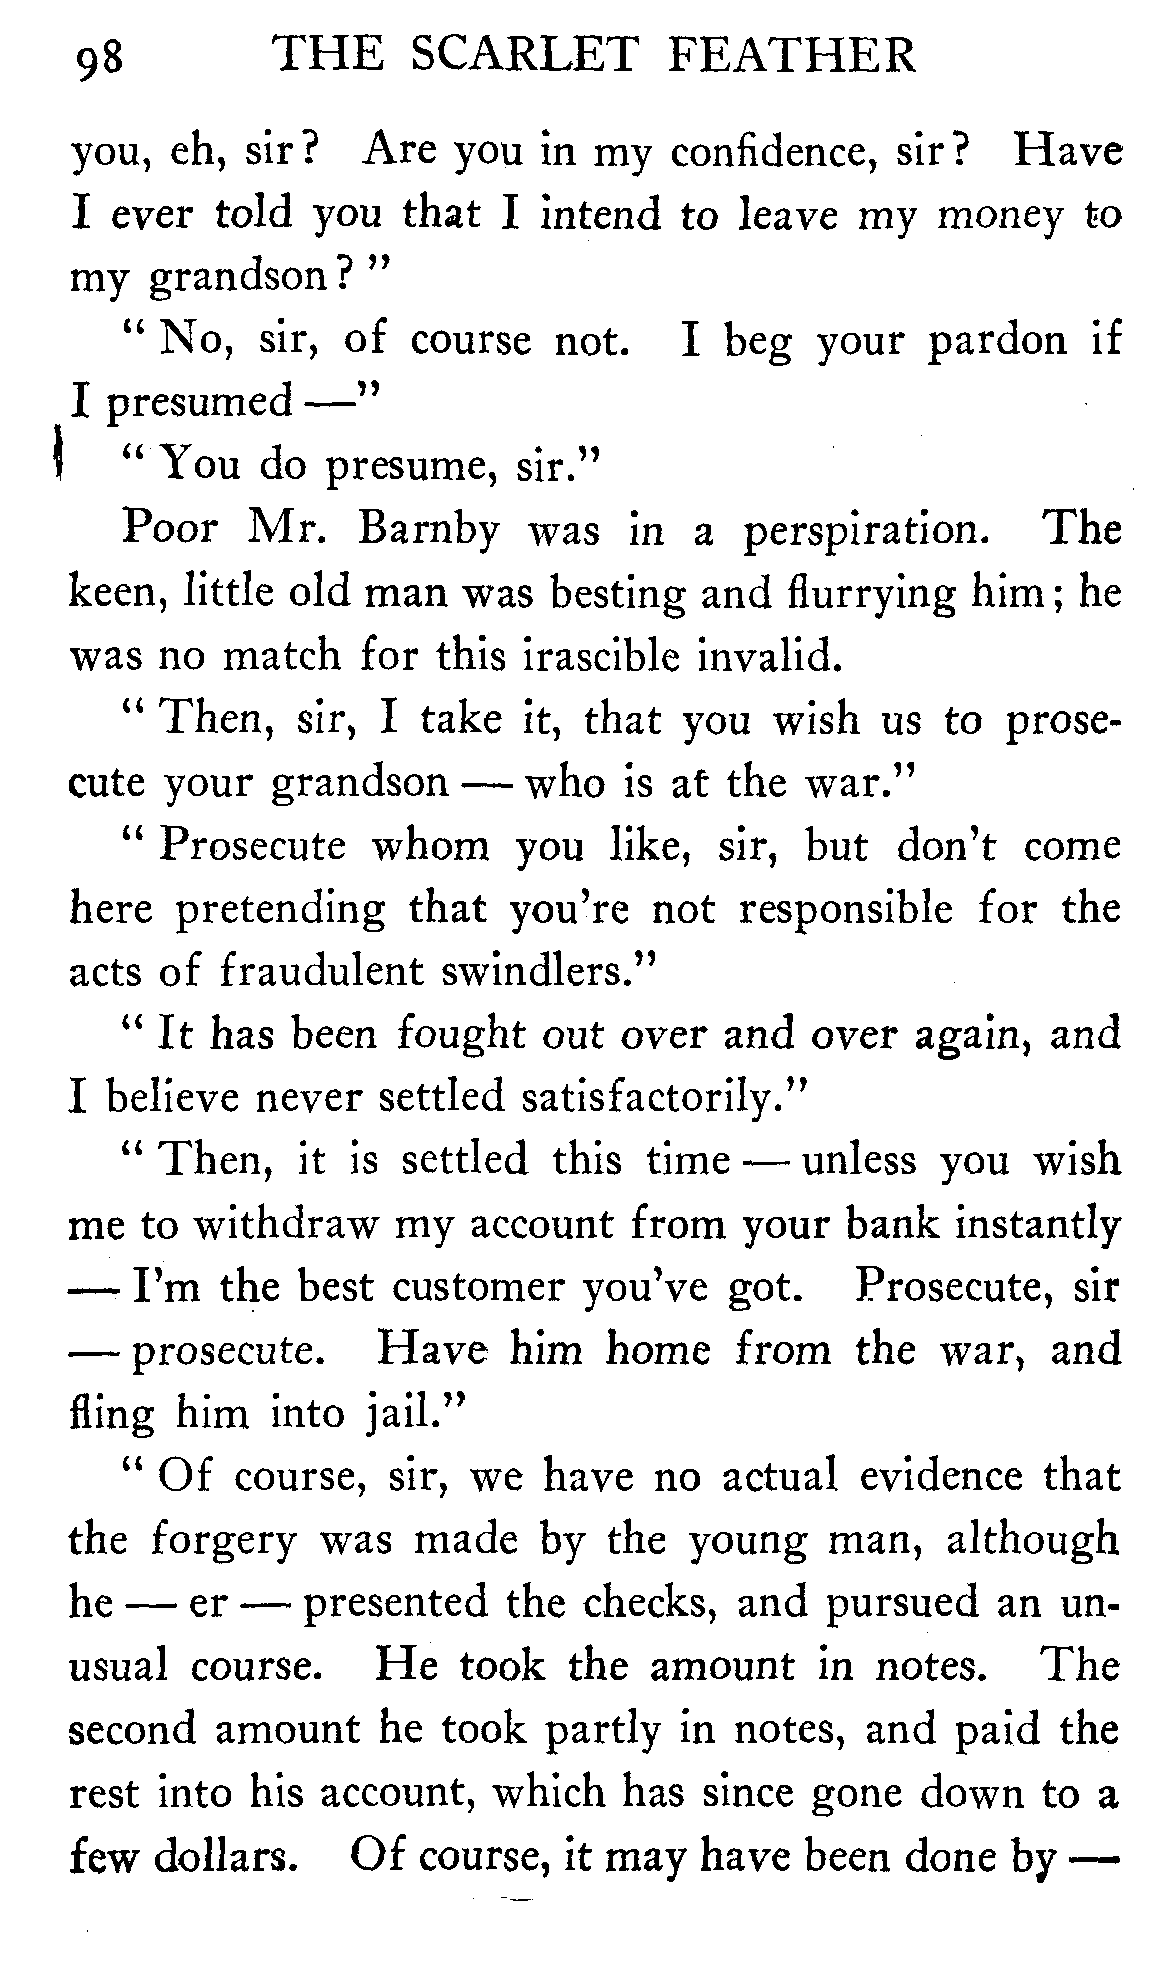 98 THE SCARLET FEATHER
you, eh, sir? Are you in my confidence, sir? Have
I ever told you that I intend to leave my money to
my grandson?"
"No, sir, of course not. I beg your pardon if
I presumed —"
"You do presume, sir."
Poor Mr. Barnby was in a perspiration. The
keen, little old man was besting and flurrying him; he
was no match for this irascible invalid.
"Then, sir, I take it, that you wish us to prose-
cute your grandson — who is at the war."
"Prosecute whom you like, sir, but don't come
here pretending that you're not responsible for the
acts of fraudulent swindlers."
"It has been fought out over and over again, and
I believe never settled satisfactorily."
"Then, it is settled this time — unless you wish
me to withdraw my account from your bank instantly
— I'm the best customer you've got. Prosecute, sir
— prosecute. Have him home from the war, and
fling him into jail."
"Of course, sir, we have no actual evidence that
the forgery was made by the young man, although
he — er — presented the checks, and pursued an un-
usual course. He took the amount in notes. The
second amount he took partly in notes, and paid the
rest into his account, which has since gone down to a
few dollars. Of course, it may have been done by —